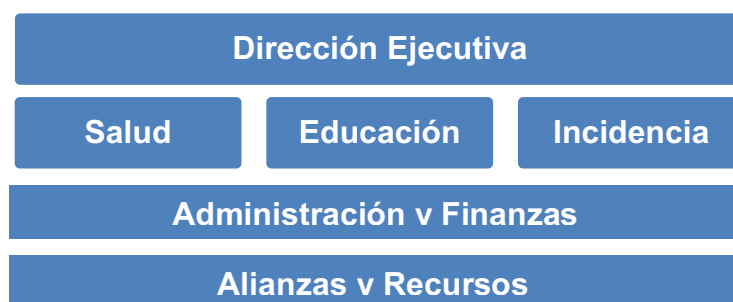 Dirección Ejecutiva
Salud Educación Incidencia
Administración y Finanzas
Alianzas y Recursos